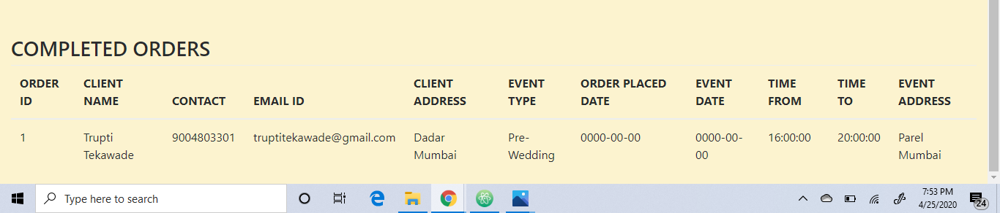 COMPLETED ORDERS
ORDER ID CLIENT NAME CONTACT EMAIL ID CLIENT ADDRESS EVENT TYPE ORDER PLACED DATE EVENT DATE TIME FROM TIME TO EVENT ADDRESS
1 Trupti Tekawade 9004803301 truptitekawade@gmail.com Dadar Mumbai Pre-Wedding 0000-00-00 0000-00-00 16:00:00 20:00:00 Parel Mumbai
Type here to search
7:53 PM
4/25/2020
24